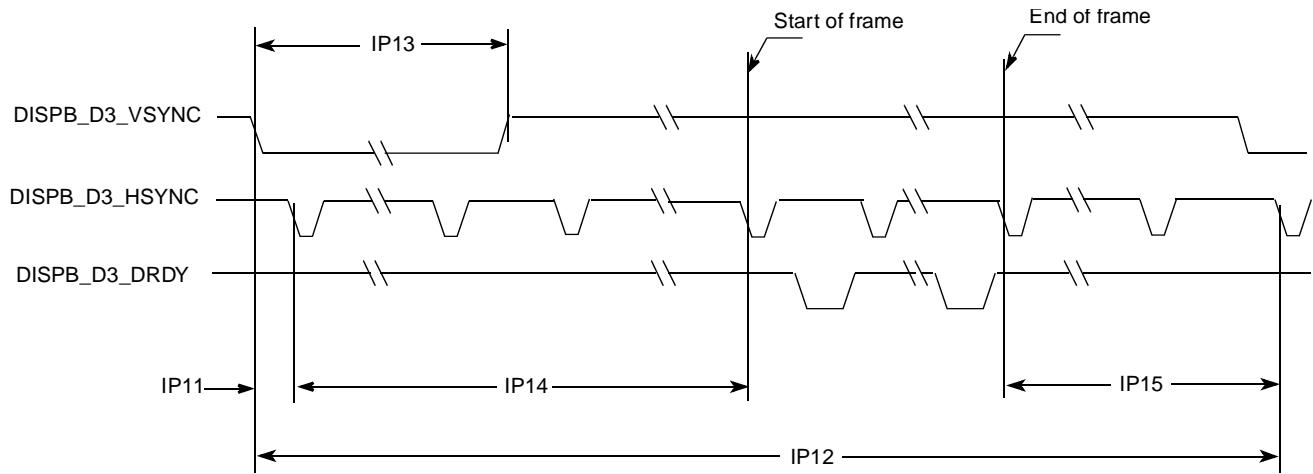 Start of frame
End of frame
IP13
DISPB_D3_VSYNC
DISPB_D3_HSYNC
DISPB_D3_DRDY
IP11
IP14
IP15
IP12